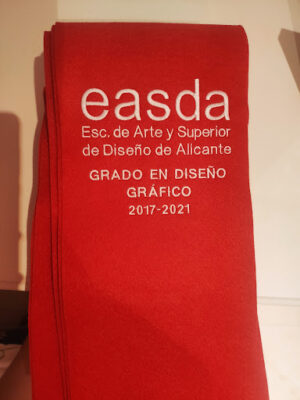 easda
Esc. de Arte y Superior
de Diseño de Alicante
GRADO EN DISEÑO
GRÁFICO
2017-2021